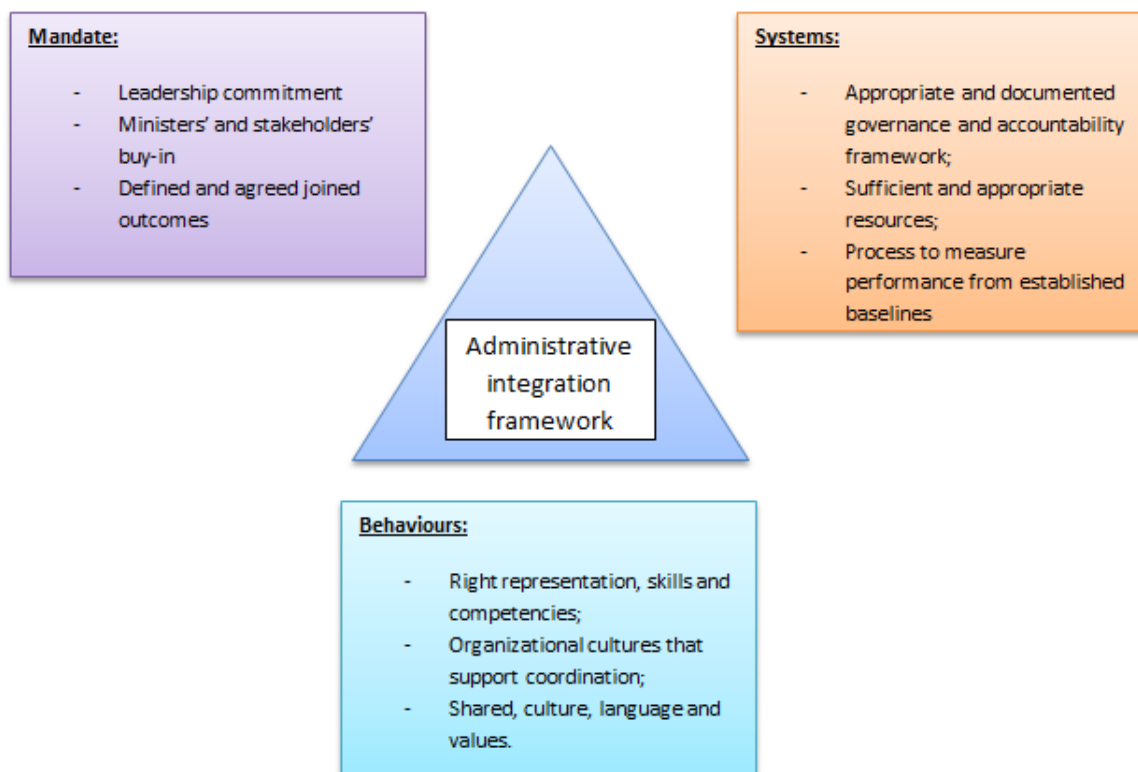 Mandate:
- Leadership commitment
- Ministers' and stakeholders'
buy-in
- Defined and agreed joined
outcomes
Systems:
- Appropriate and documented
governance and accountability
framework;
- Sufficient and appropriate
resources;
- Process to measure
performance from established
baselines
Administrative
integration
framework
Behaviours:
- Right representation, skills and
competencies;
- Organizational cultures that
support coordination;
- Shared, culture, language and
values.